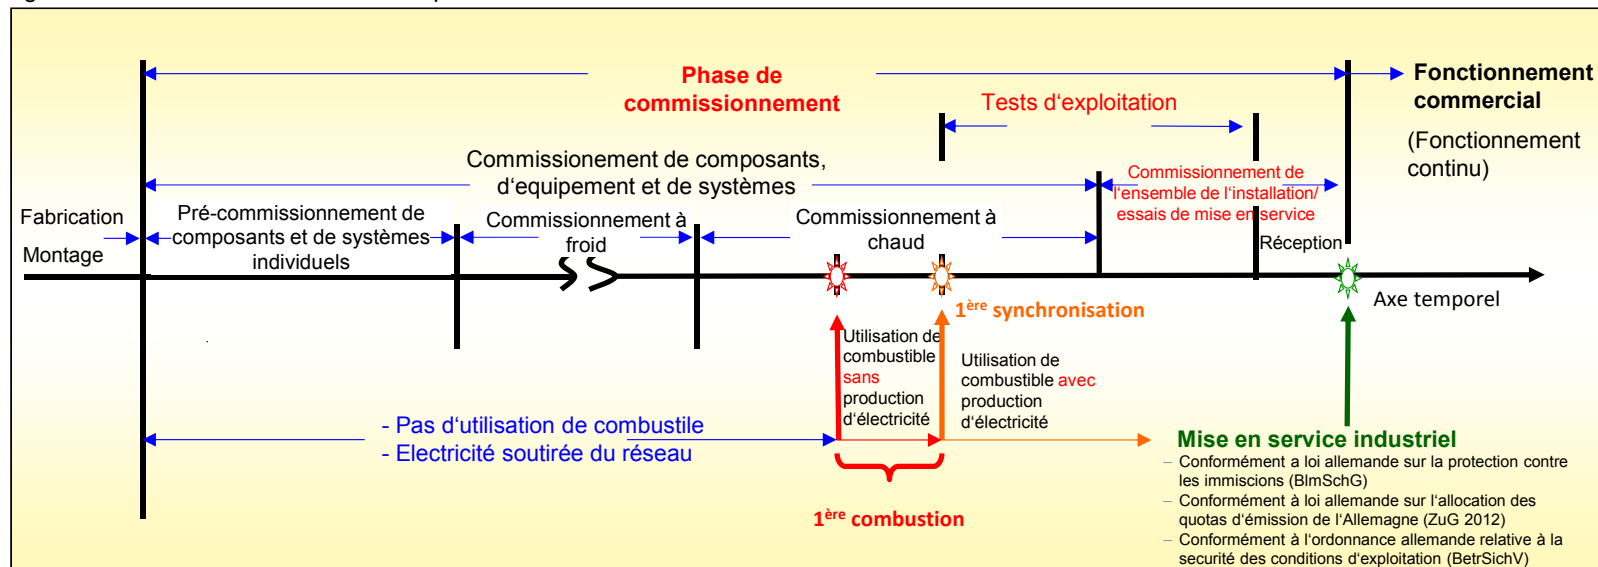 Phase de
commissionnement
Fonctionnement
commercial
(Fonctionnement
continu)
Tests d‘exploitation
Commissionement de composants,
d‘equipement et de systèmes
Commissionnement de
l‘ensemble de l‘installation/
essais de mise en service
Fabrication
Montage
Pré-commissionnement de
composants et de systèmes
individuels
Commissionnement à
froid
Commissionnement à
chaud
Réception
Axe temporel
1ère synchronisation
Utilisation de
combustible
sans
production
d‘électricité
Utilisation de
combustible avec
production
d‘électricité
- Pas d‘utilisation de combustile
- Electricité soutirée du réseau
1ère combustion
Mise en service industriel
– Conformément a loi allemande sur la protection contre
les immiscions (BlmSchG)
– Conformément à loi allemande sur l‘allocation des
quotas d‘émission de l‘Allemagne (ZuG 2012)
– Conformément à l‘ordonnance allemande relative à la
securité des conditions d‘exploitation (BetrSichV)